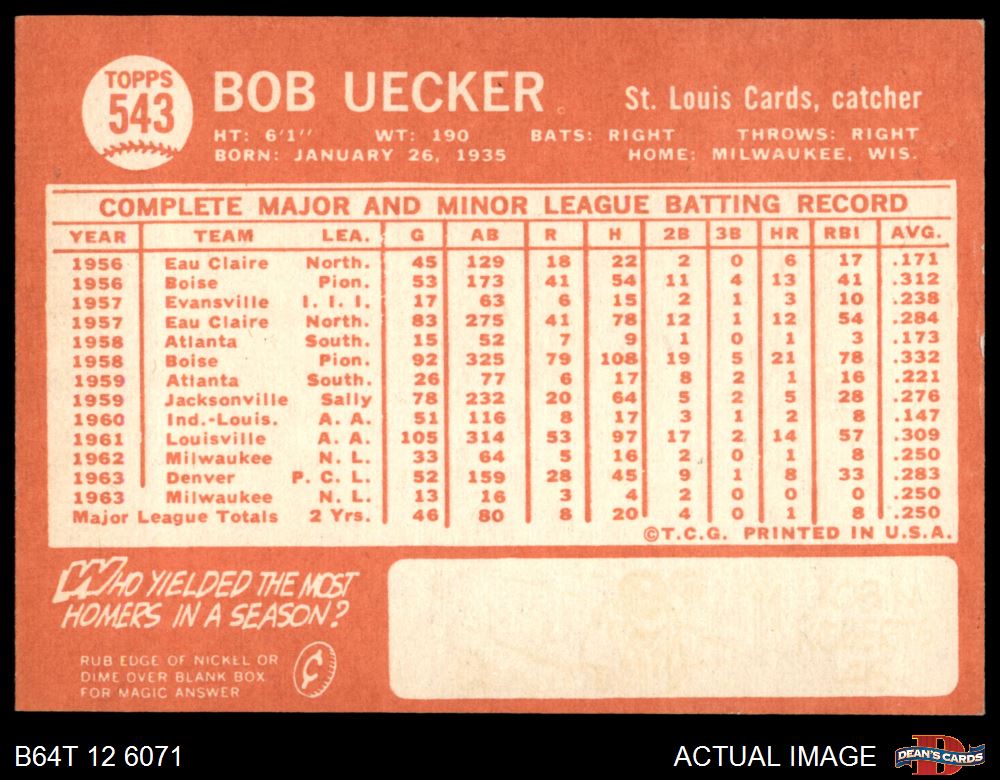 TOPPS
543
BOB UECKER
St. Louis Cards, catcher
HT: 6'1" WT: 190 BATS: RIGHT THROWS: RIGHT
BORN: JANUARY 26, 1935 HOME: MILWAUKEE, WIS.
COMPLETE MAJOR AND MINOR LEAGUE BATTING RECORD
YEAR TEAM LEA. G AB R H 2B 3B HR RBI AVG.
1956 Eau Claire North. 45 129 18 22 2 0 6 17 .171
1956 Boise Pion. 53 173 41 54 11 4 13 41 .312
1957 Evansville I. I. I. 17 63 6 15 2 1 3 10 .238
1957 Eau Claire North. 83 275 41 78 12 1 12 54 .284
1958 Atlanta South. 15 52 7 9 1 0 1 3 .173
1958 Boise Pion. 92 325 79 108 19 5 21 78 .332
1959 Atlanta South. 26 77 6 17 8 2 1 16 .221
1959 Jacksonville Sally 78 232 20 64 5 2 5 28 .276
1960 Ind.-Louis. A. A. 51 116 8 17 3 1 2 8 .147
1961 Louisville A. A. 105 314 53 97 17 2 14 57 .309
1962 Milwaukee N. L. 33 64 5 16 2 0 1 8 .250
1963 Denver P. C. L. 52 159 28 45 9 1 8 33 .283
1963 Milwaukee N. L. 13 16 3 4 2 0 0 0 .250
Major League Totals 2 Yrs. 46 80 8 20 4 0 1 8 .250
©T.C.G. PRINTED IN U.S.A.
WHO YIELDED THE MOST
HOMERS IN A SEASON?
RUB EDGE OF NICKEL OR
DIME OVER BLANK BOX
FOR MAGIC ANSWER
B64T 12 6071
ACTUAL IMAGE
DEAN'S CARDS